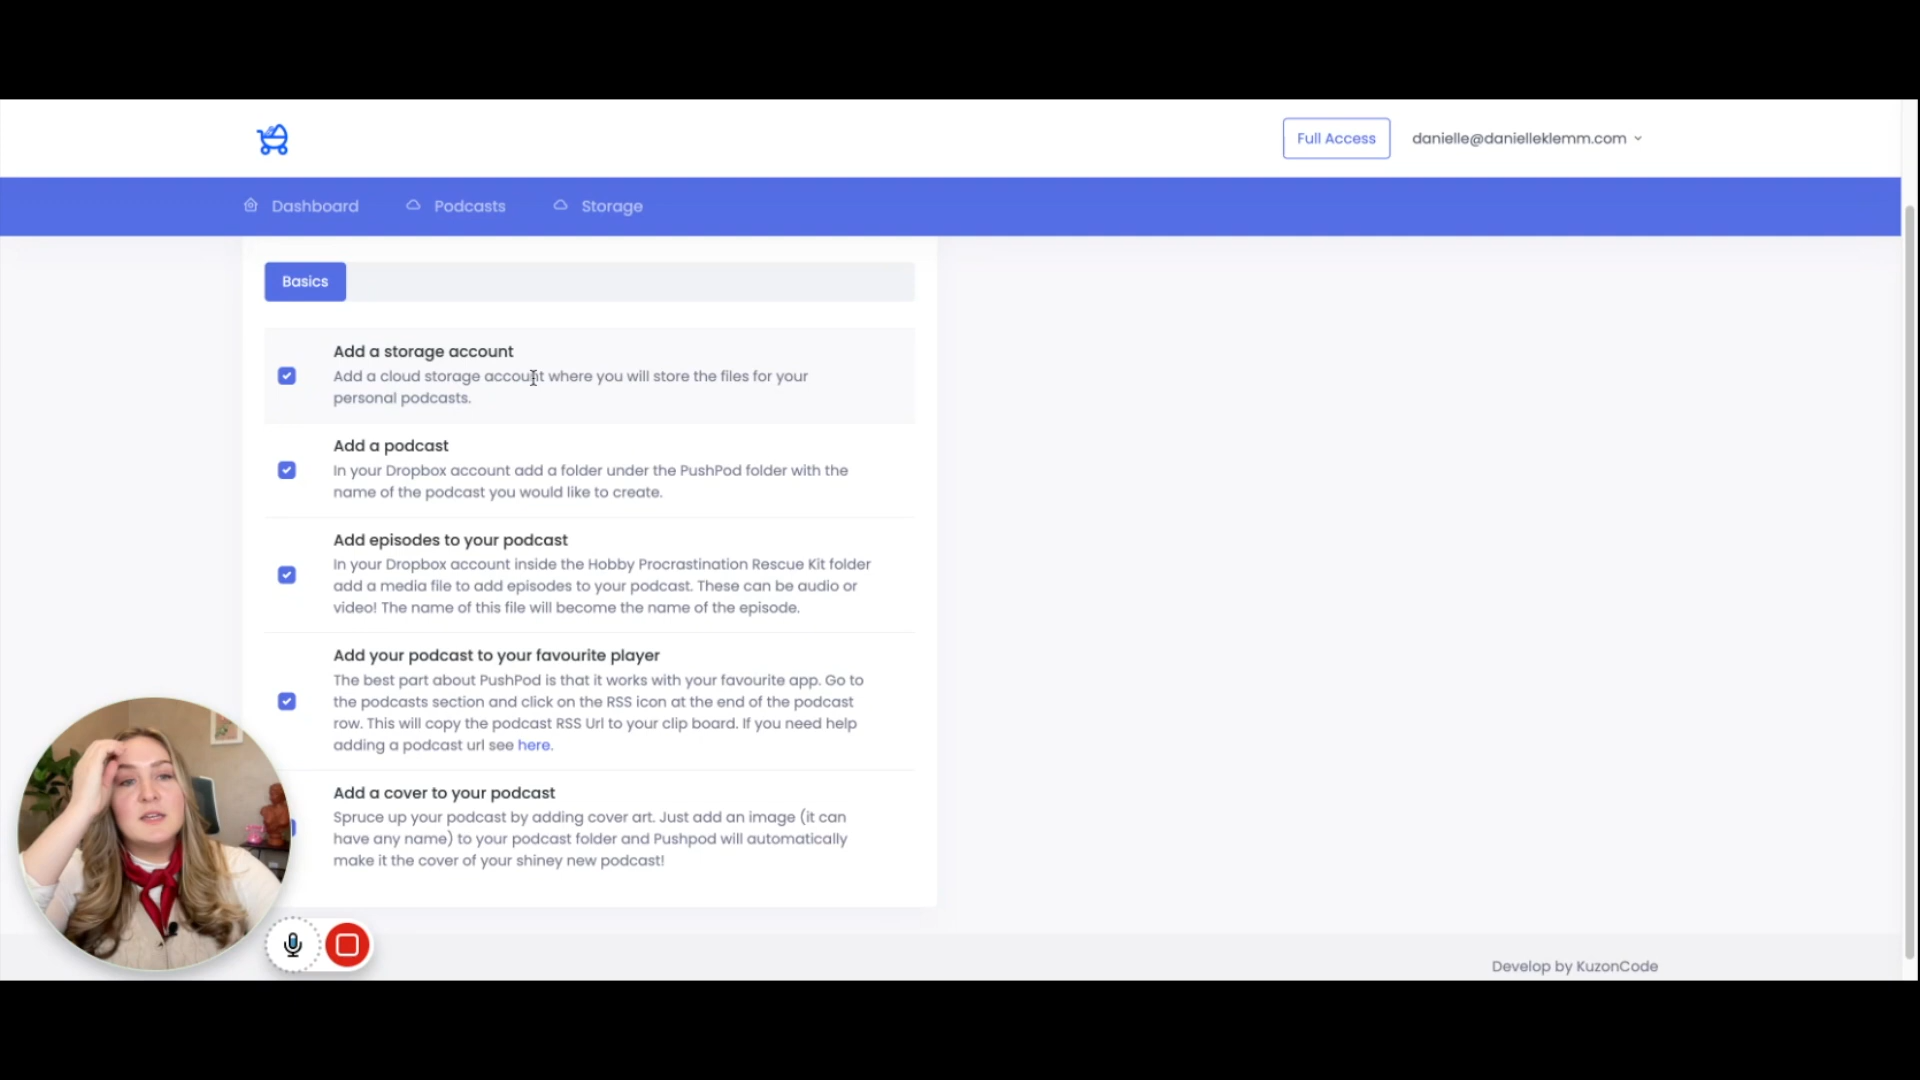 Full Access
danielle@danielleklemm.com
Dashboard
Podcasts
Storage
Basics
Add a storage account
Add a cloud storage account where you will store the files for your
personal podcasts.
Add a podcast
In your Dropbox account add a folder under the PushPod folder with the
name of the podcast you would like to create.
Add episodes to your podcast
In your Dropbox account inside the Hobby Procrastination Rescue Kit folder
add a media file to add episodes to your podcast. These can be audio or
video! The name of this file will become the name of the episode.
Add your podcast to your favourite player
The best part about PushPod is that it works with your favourite app. Go to
the podcasts section and click on the RSS icon at the end of the podcast
row. This will copy the podcast RSS Url to your clip board. If you need help
adding a podcast url see here.
Add a cover to your podcast
Spruce up your podcast by adding cover art. Just add an image (it can
have any name) to your podcast folder and Pushpod will automatically
make it the cover of your shiney new podcast!
Develop by KuzonCode